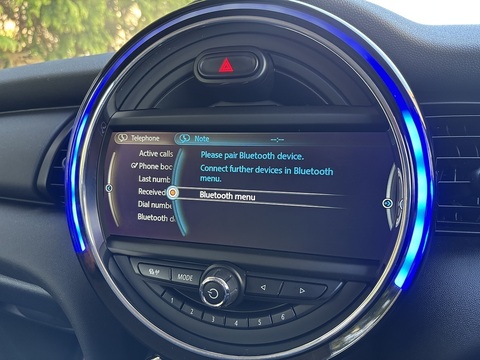 Telephone
Note
--:--
Active calls
Phone boo
Last numb
Received
Dial numb
Bluetooth d
Please pair Bluetooth device.
Connect further devices in Bluetooth
menu.
Bluetooth menu
MODE
1 2 3 4 5 6